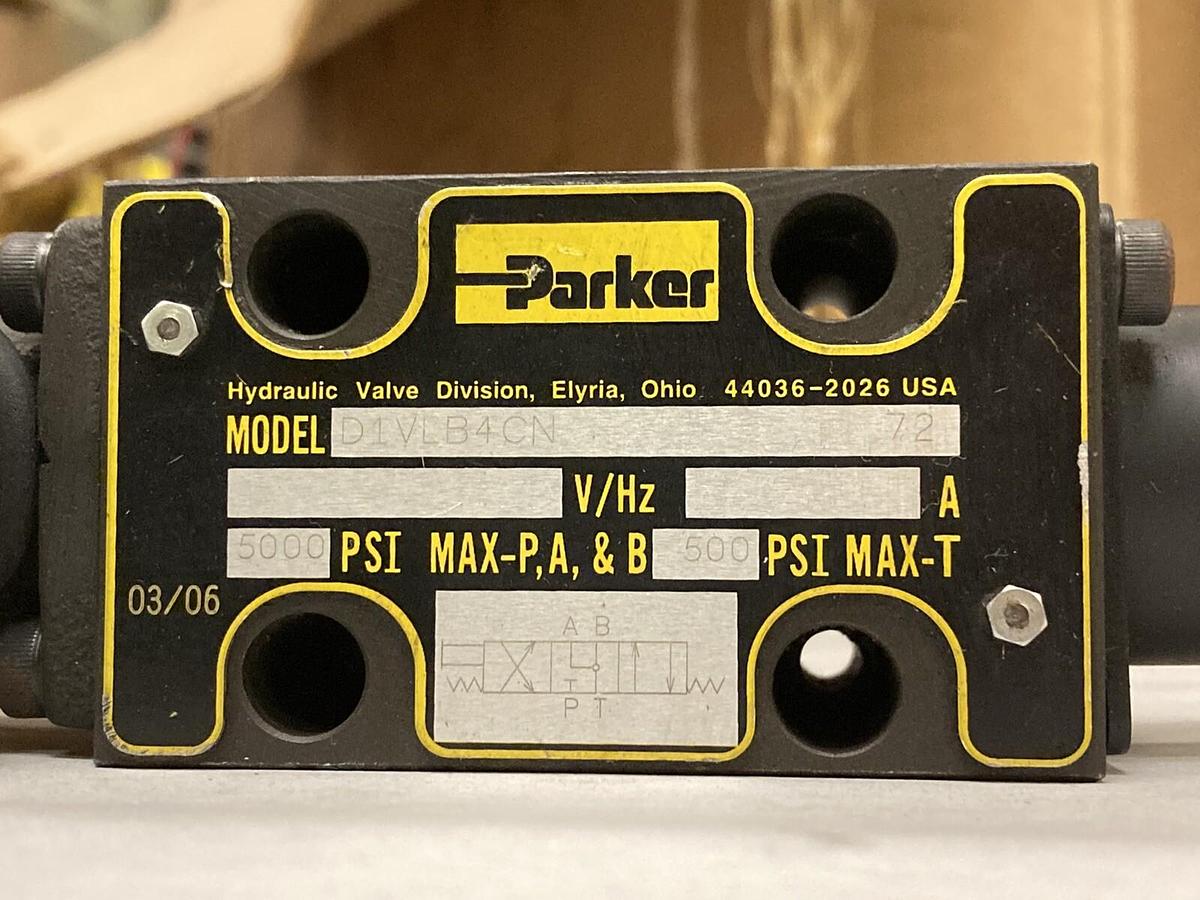 Parker
Hydraulic Valve Division, Elyria, Ohio 44036-2026 USA
MODEL D1VLB4CN 72
V/Hz A
5000 PSI MAX-P, A, & B 500 PSI MAX-T
03/06
A B
T
P T